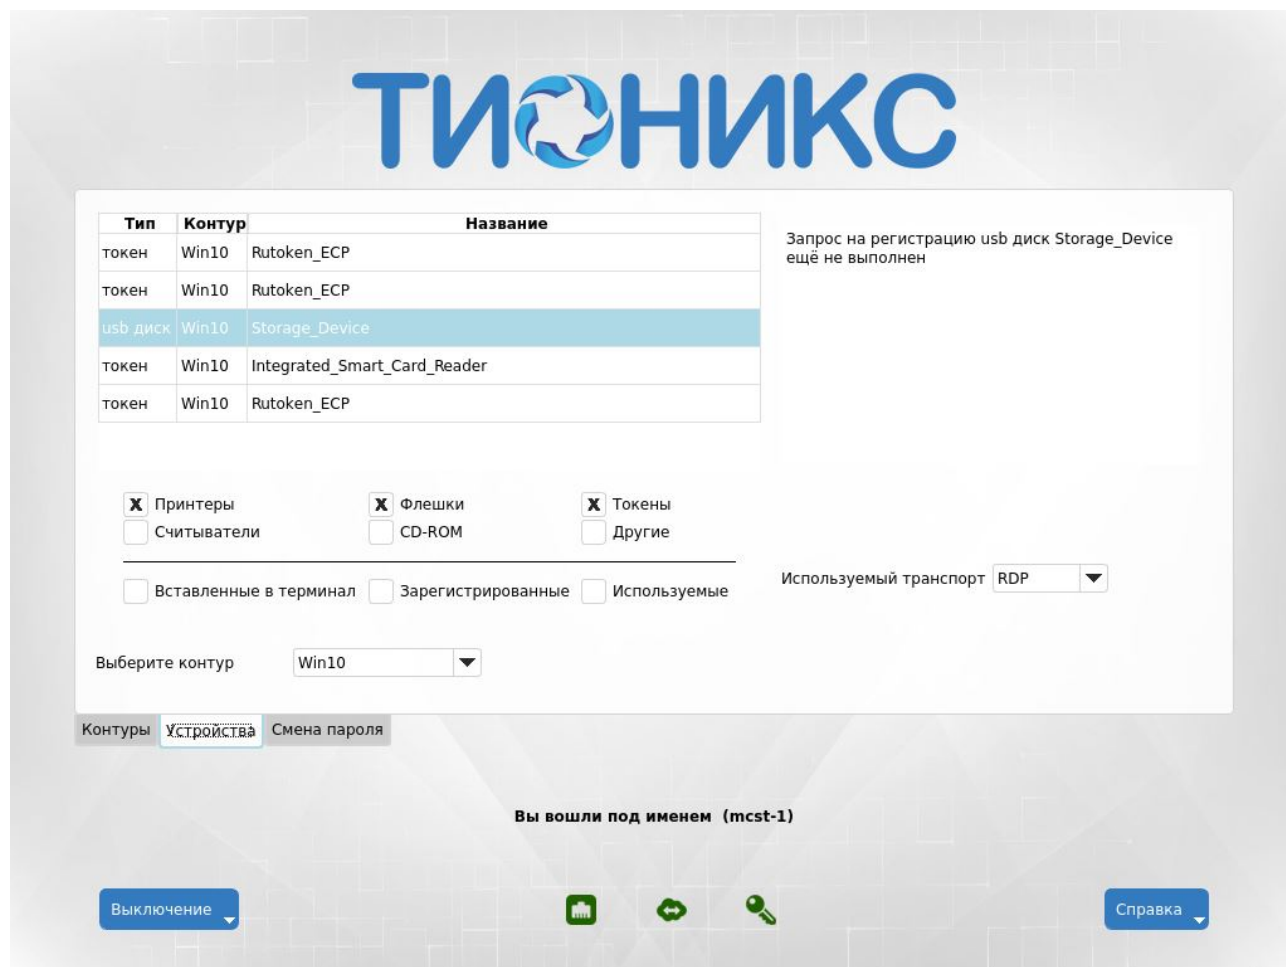 ТИОНИКС
Тип Контур Название
токен Win10 Rutoken_ECP
токен Win10 Rutoken_ECP
usb диск Win10 Storage_Device
токен Win10 Integrated_Smart_Card_Reader
токен Win10 Rutoken_ECP
Запрос на регистрацию usb диск Storage_Device
ещё не выполнен
X Принтеры X Флешки X Токены
Считыватели CD-ROM Другие
Вставленные в терминал Зарегистрированные Используемые
Используемый транспорт RDP
Выберите контур Win10
Контуры Устройства Смена пароля
Вы вошли под именем (mcst-1)
Выключение Справка